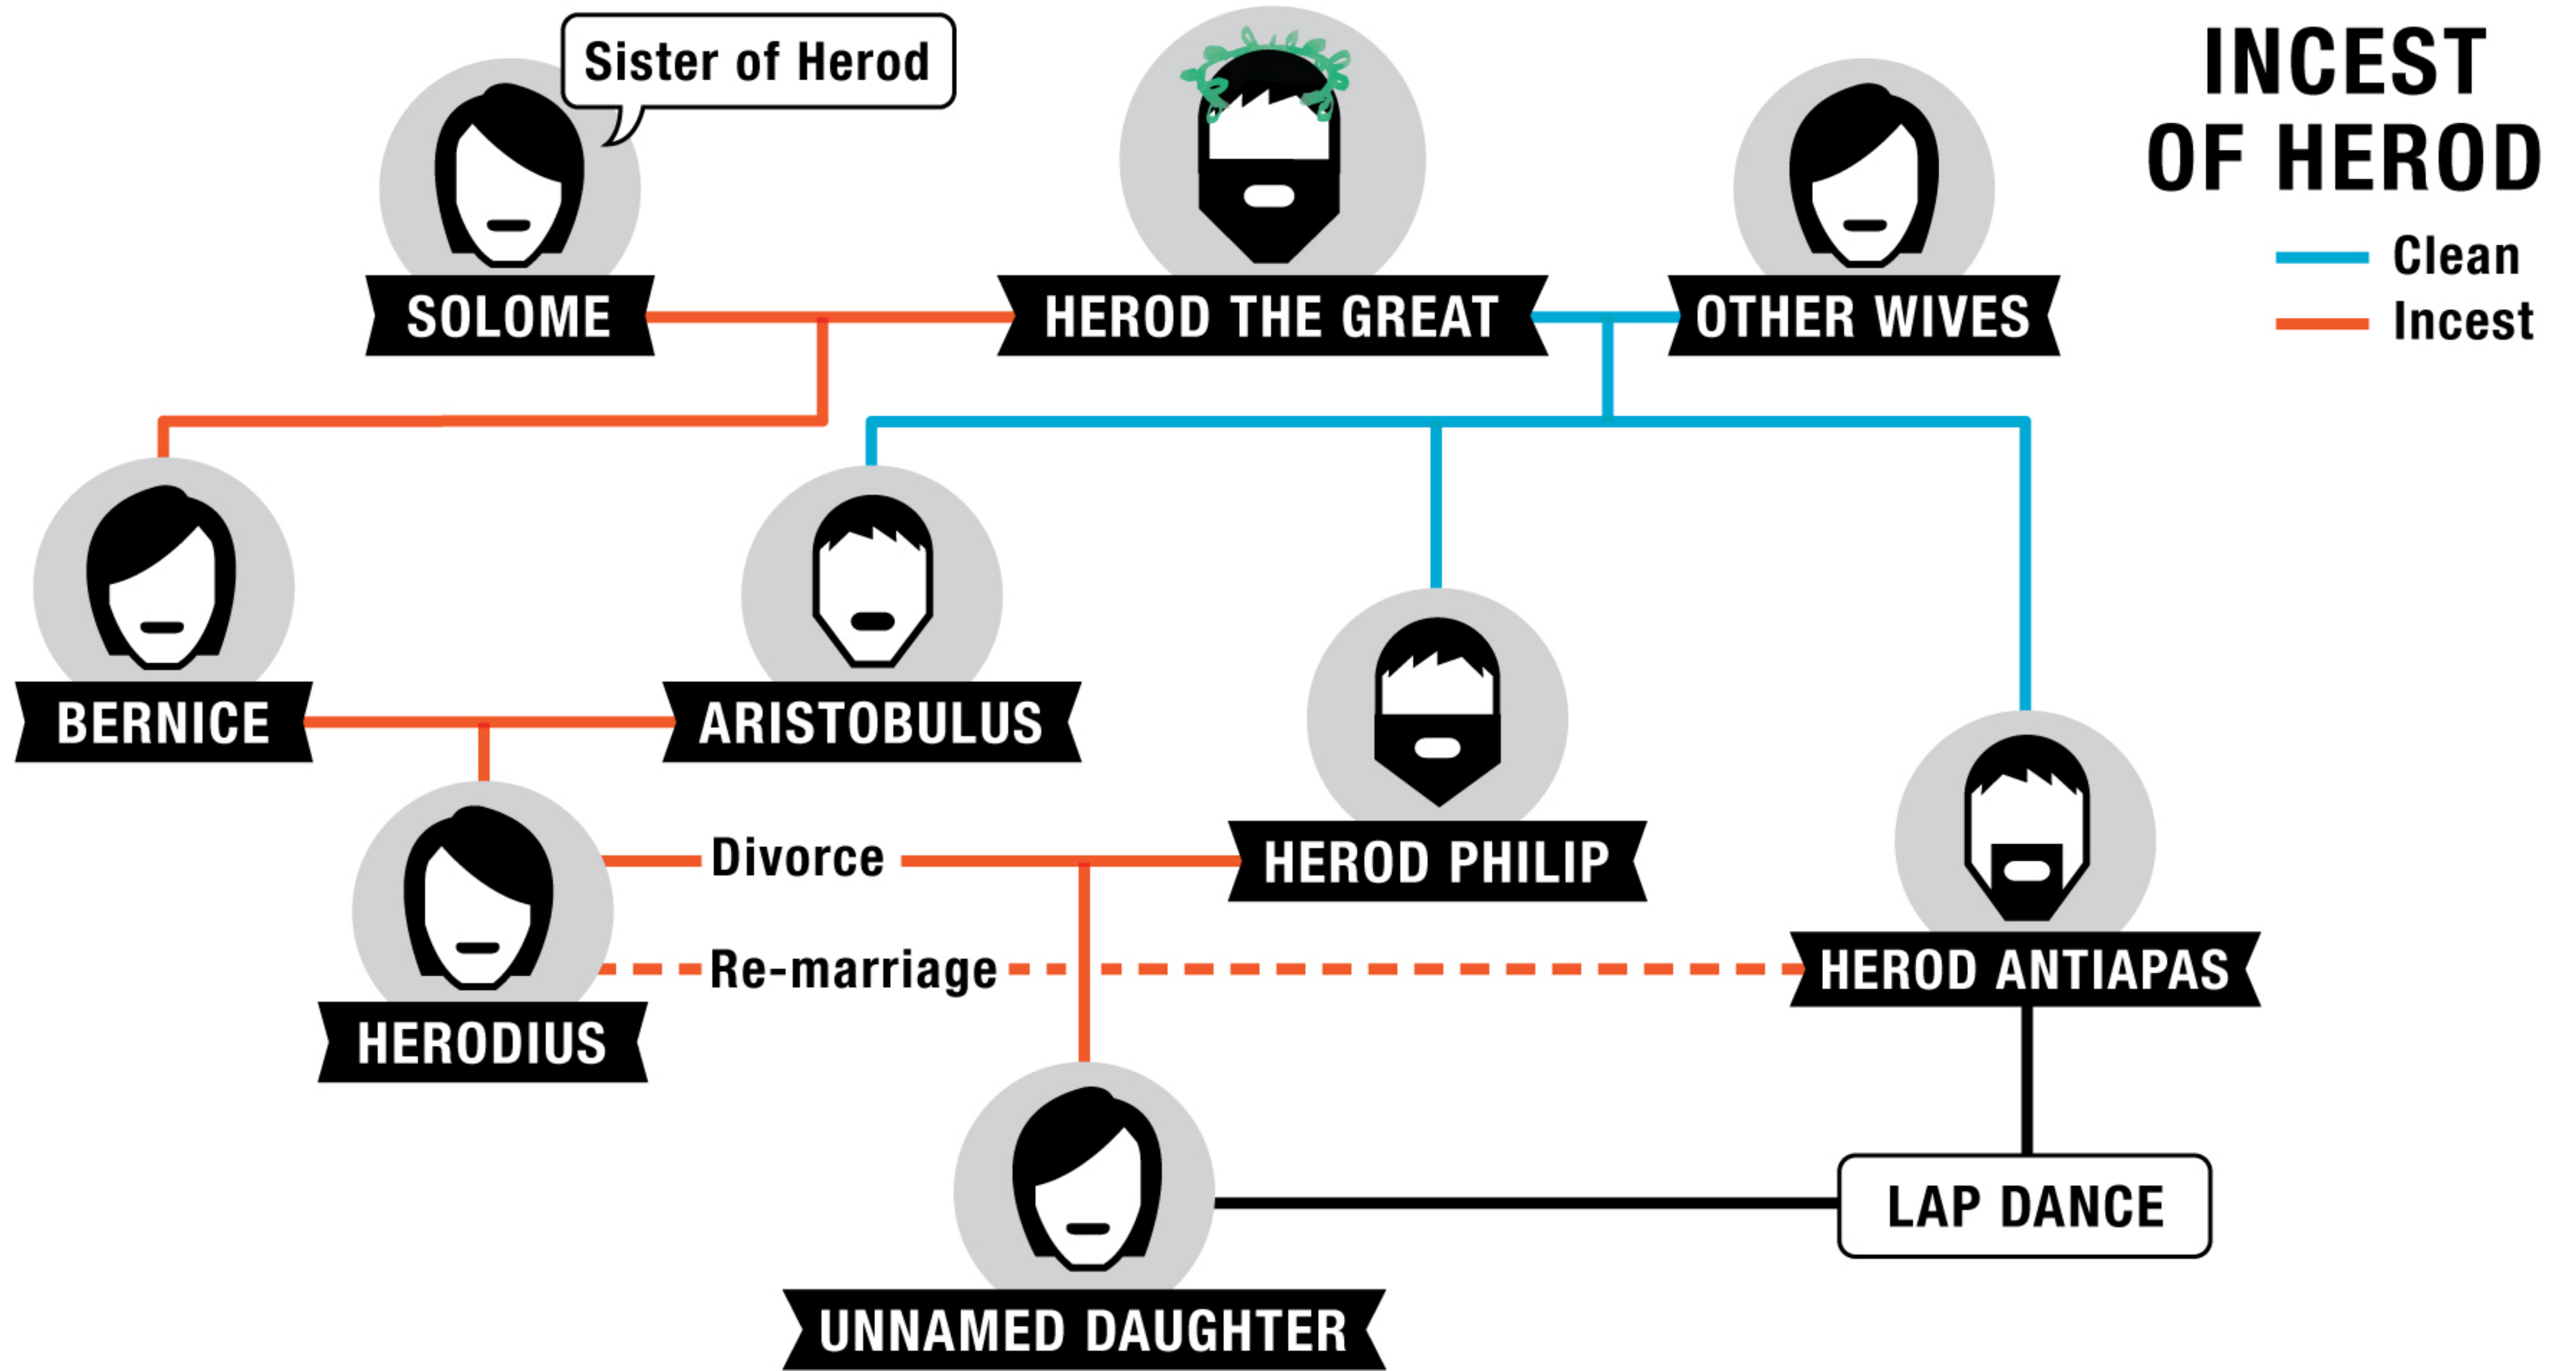 Sister of Herod
INCEST
OF HEROD
Clean
Incest
SOLOME
HEROD THE GREAT
OTHER WIVES
BERNICE
ARISTOBULUS
HEROD PHILIP
Divorce
Re-marriage
HEROD ANTIAPAS
HERODIUS
LAP DANCE
UNNAMED DAUGHTER